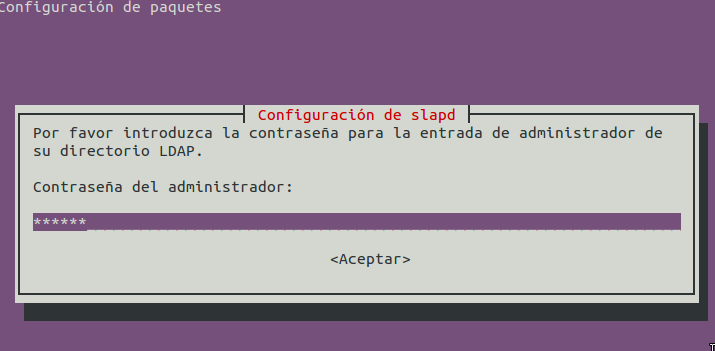 Configuración de paquetes
Configuración de slapd
Por favor introduzca la contraseña para la entrada de administrador de
su directorio LDAP.
Contraseña del administrador:
******
<Aceptar>